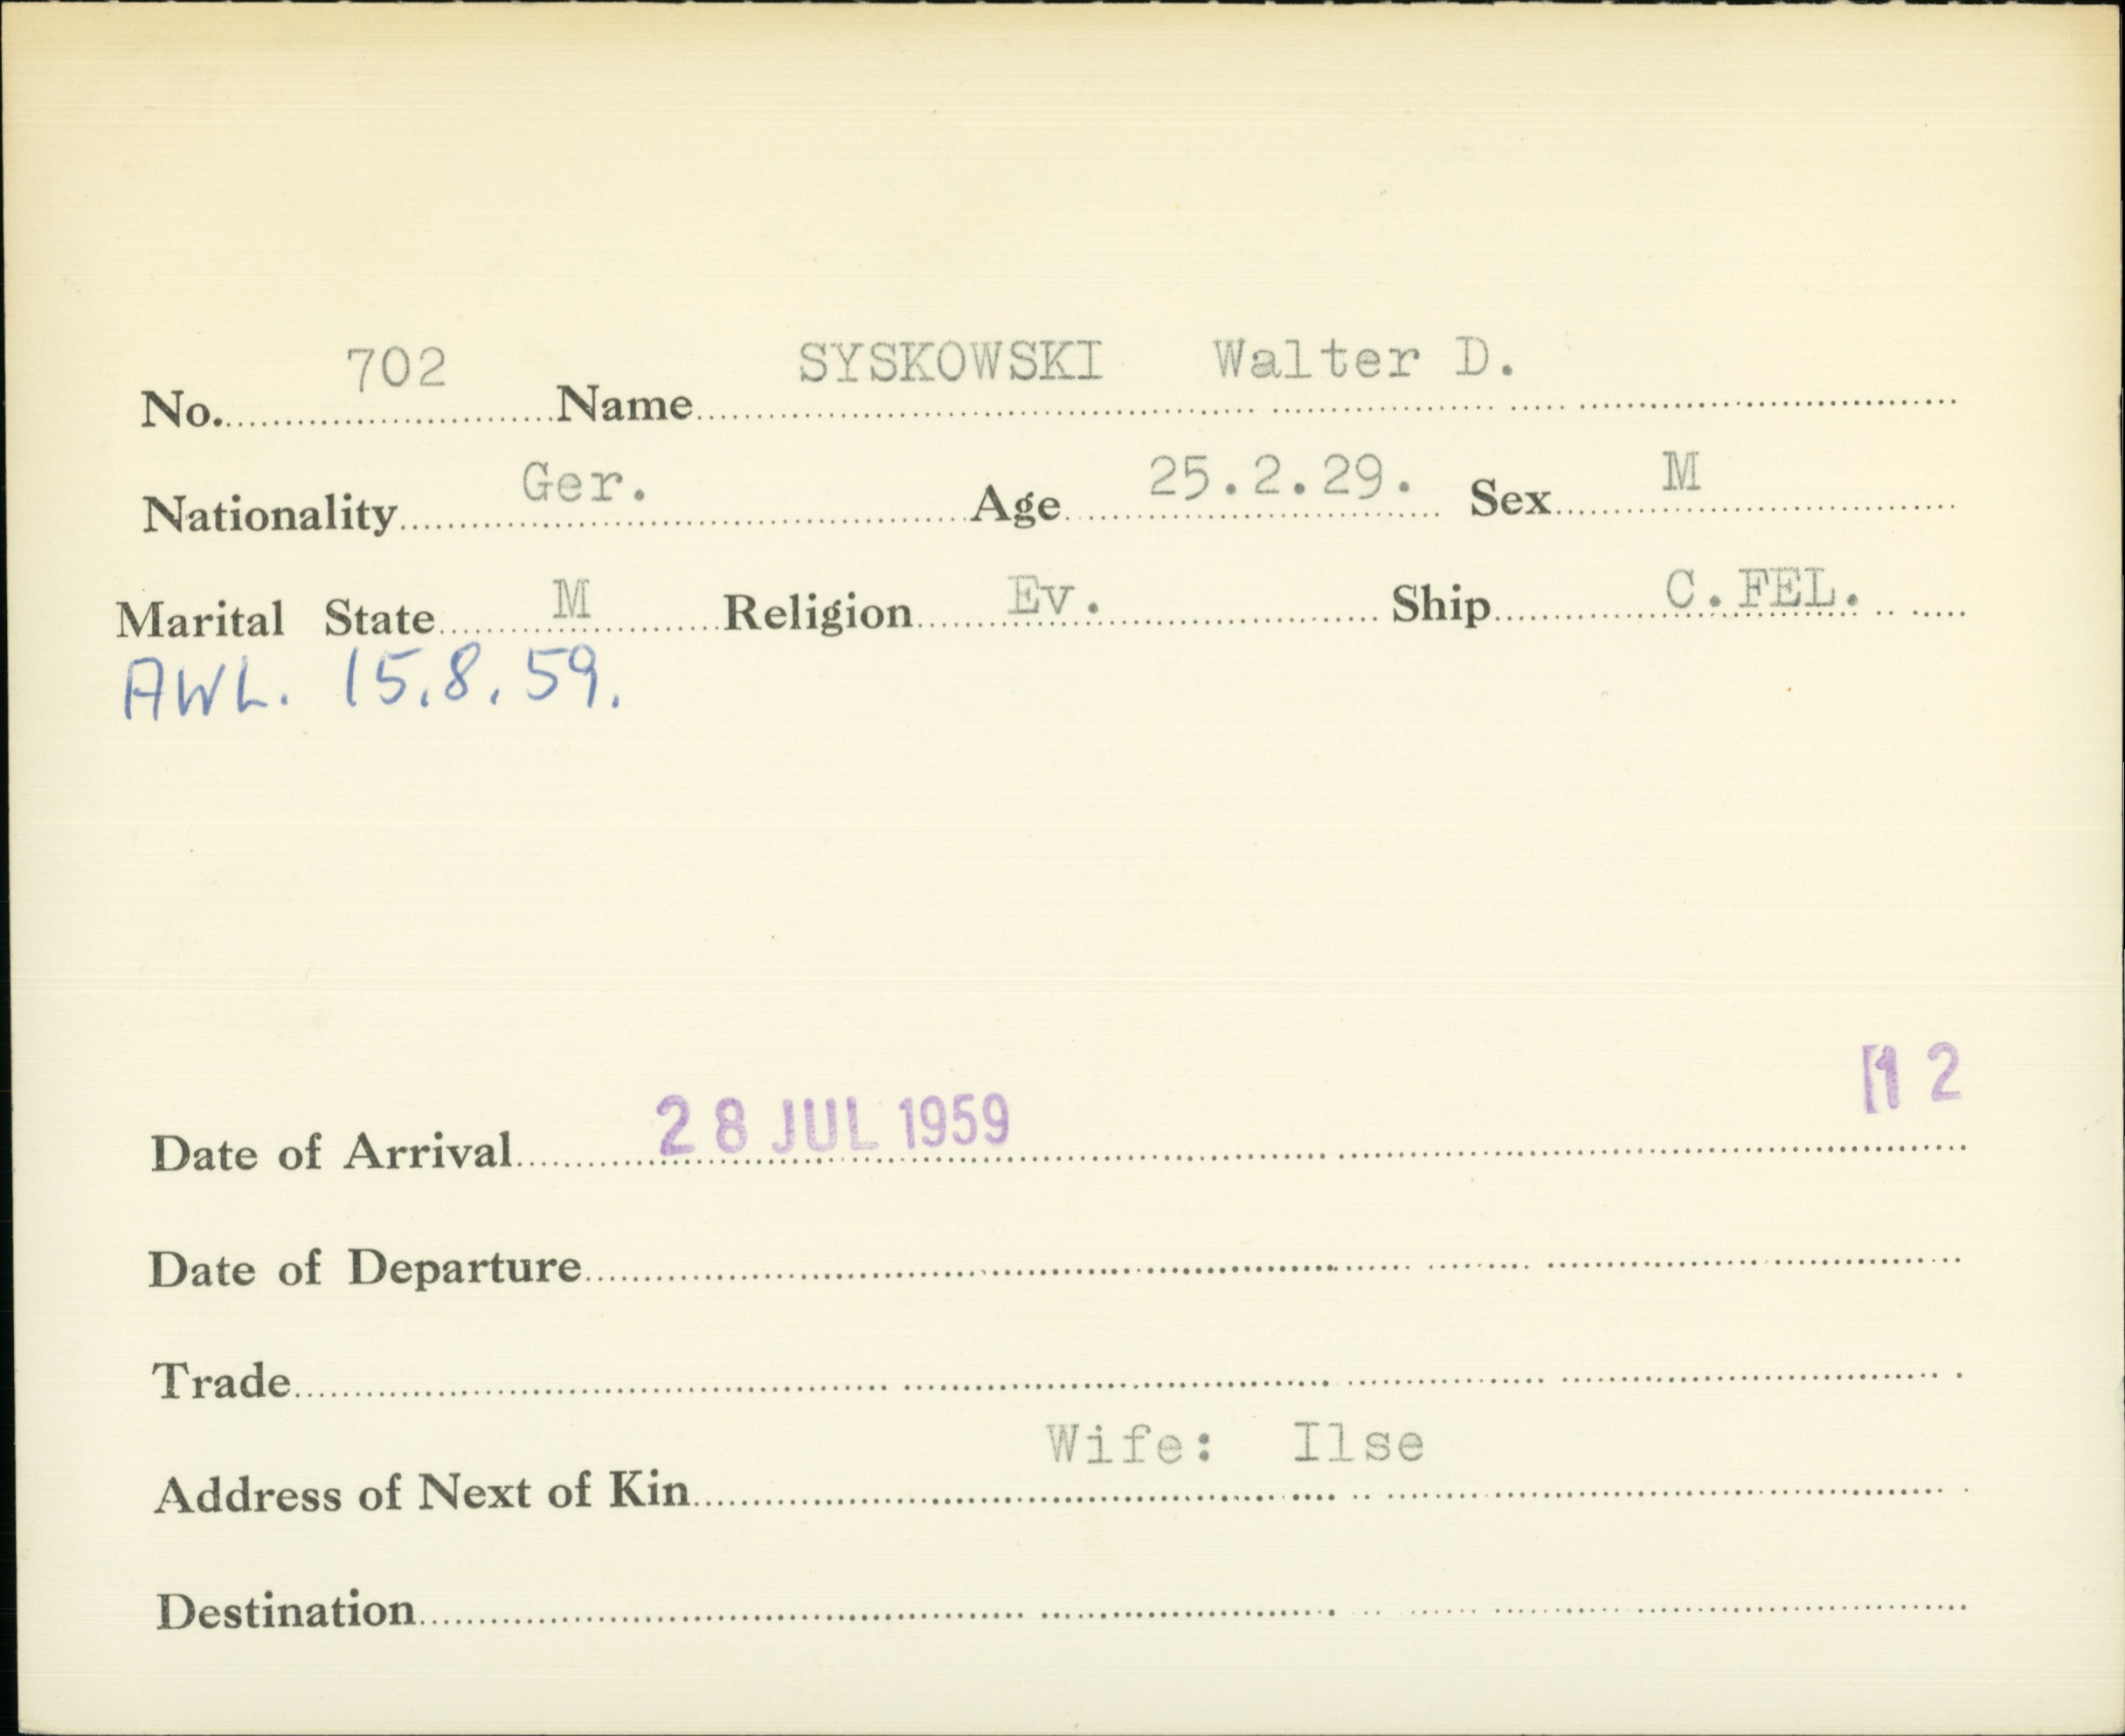 No. 702 Name SYSKOWSKI Walter D.
Nationality Ger. Age 25.2.29. Sex M
Marital State M Religion Ev. Ship C.FEL.
AWL. 15.8.59.
12
Date of Arrival 28 JUL 1959
Date of Departure
Trade
Address of Next of Kin Wife: Ilse
Destination